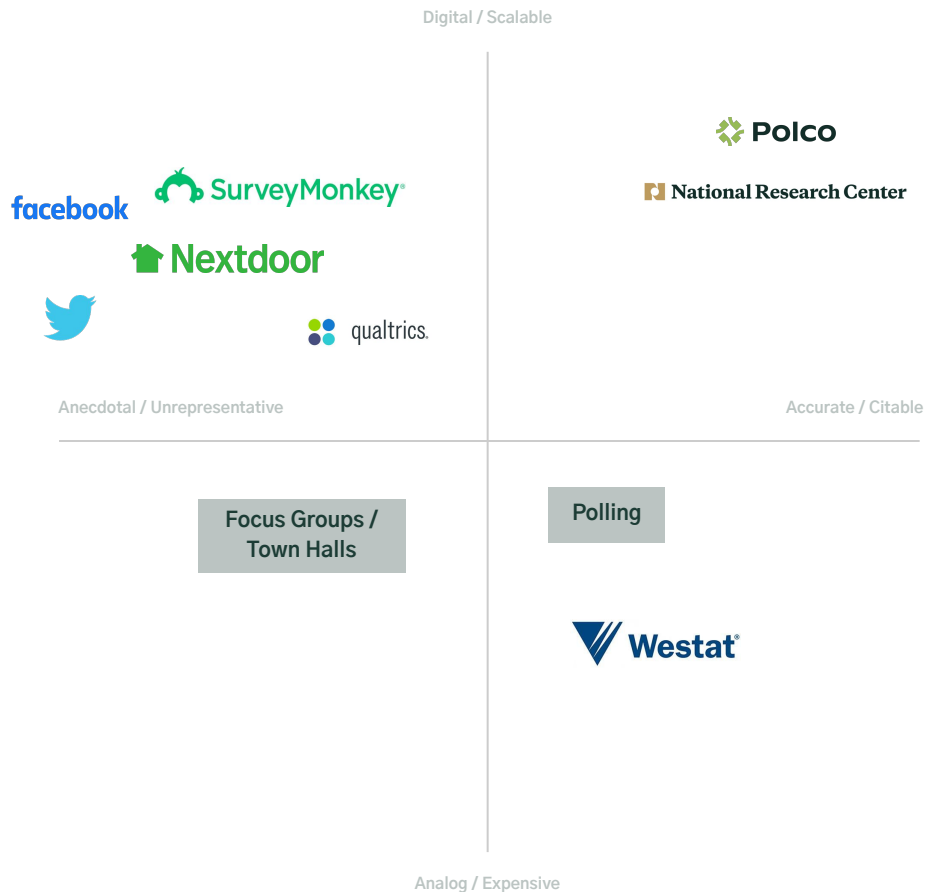 Digital / Scalable
Polco
SurveyMonkey®
National Research Center
facebook
Nextdoor
qualtrics.
Anecdotal / Unrepresentative
Accurate / Citable
Focus Groups /
Town Halls
Polling
Westat®
Analog / Expensive